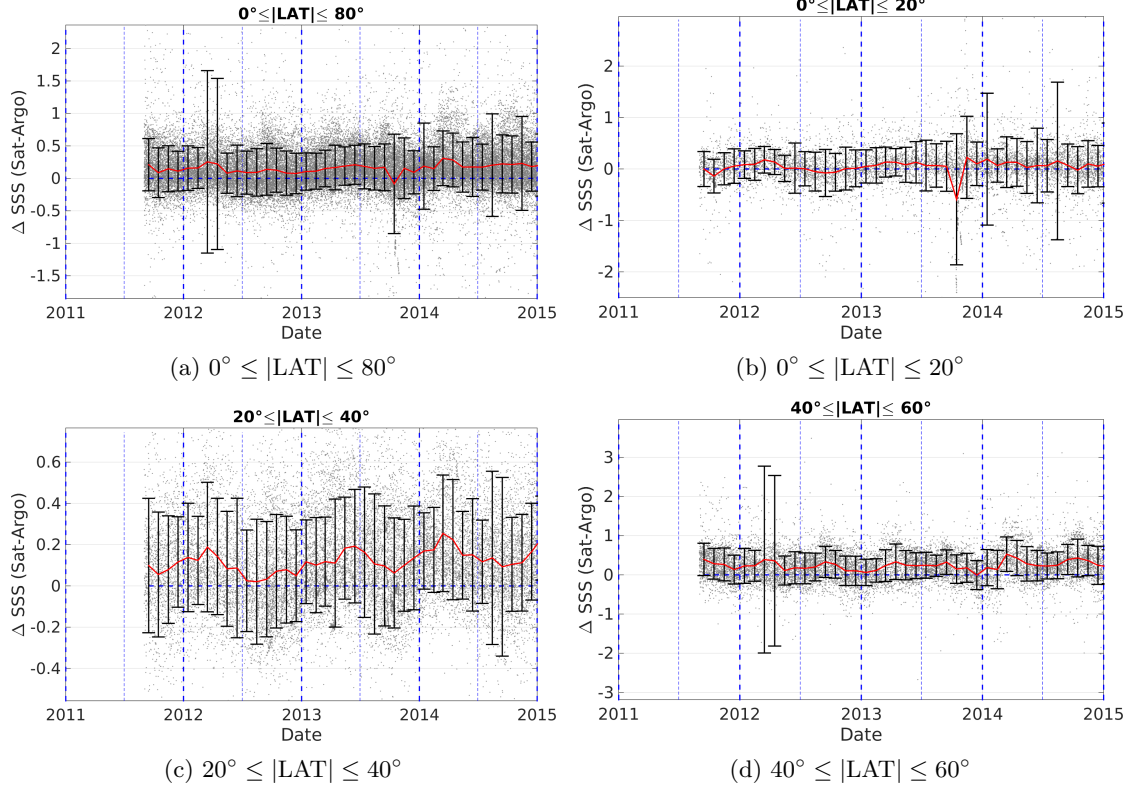 0°≤|LAT|≤ 80°
2
1.5
1
0.5
0
-0.5
-1
-1.5
Δ SSS (Sat-Argo)
2011 2012 2013 2014 2015
Date
(a) 0° ≤ |LAT| ≤ 80°
0°≤|LAT|≤ 20°
2
1
0
-1
-2
Δ SSS (Sat-Argo)
2011 2012 2013 2014 2015
Date
(b) 0° ≤ |LAT| ≤ 20°
20°≤|LAT|≤ 40°
0.6
0.4
0.2
0
-0.2
-0.4
Δ SSS (Sat-Argo)
2011 2012 2013 2014 2015
Date
(c) 20° ≤ |LAT| ≤ 40°
40°≤|LAT|≤ 60°
3
2
1
0
-1
-2
-3
Δ SSS (Sat-Argo)
2011 2012 2013 2014 2015
Date
(d) 40° ≤ |LAT| ≤ 60°